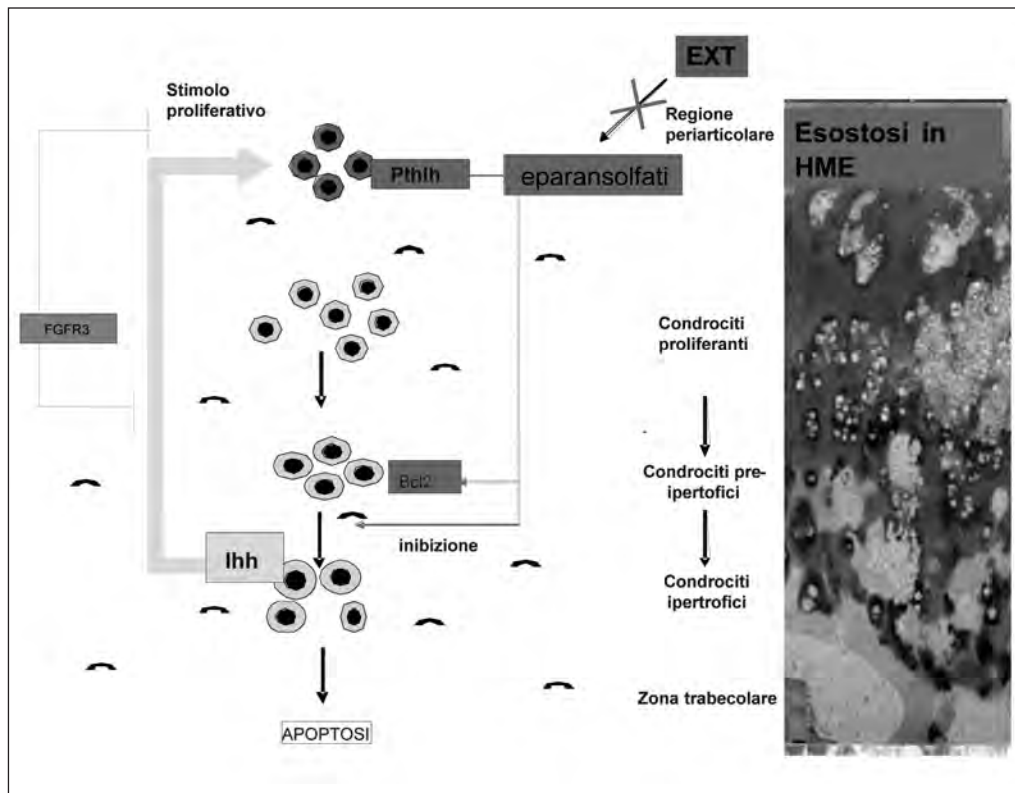 EXT
Stimolo
proliferativo
Regione
periarticolare
Esostosi in
HME
Pthlh
eparansolfati
FGFR3
Condrociti
proliferanti
Bcl2
Condrociti pre-
ipertofici
inibizione
Ihh
Condrociti
ipertrofici
Zona trabecolare
APOPTOSI